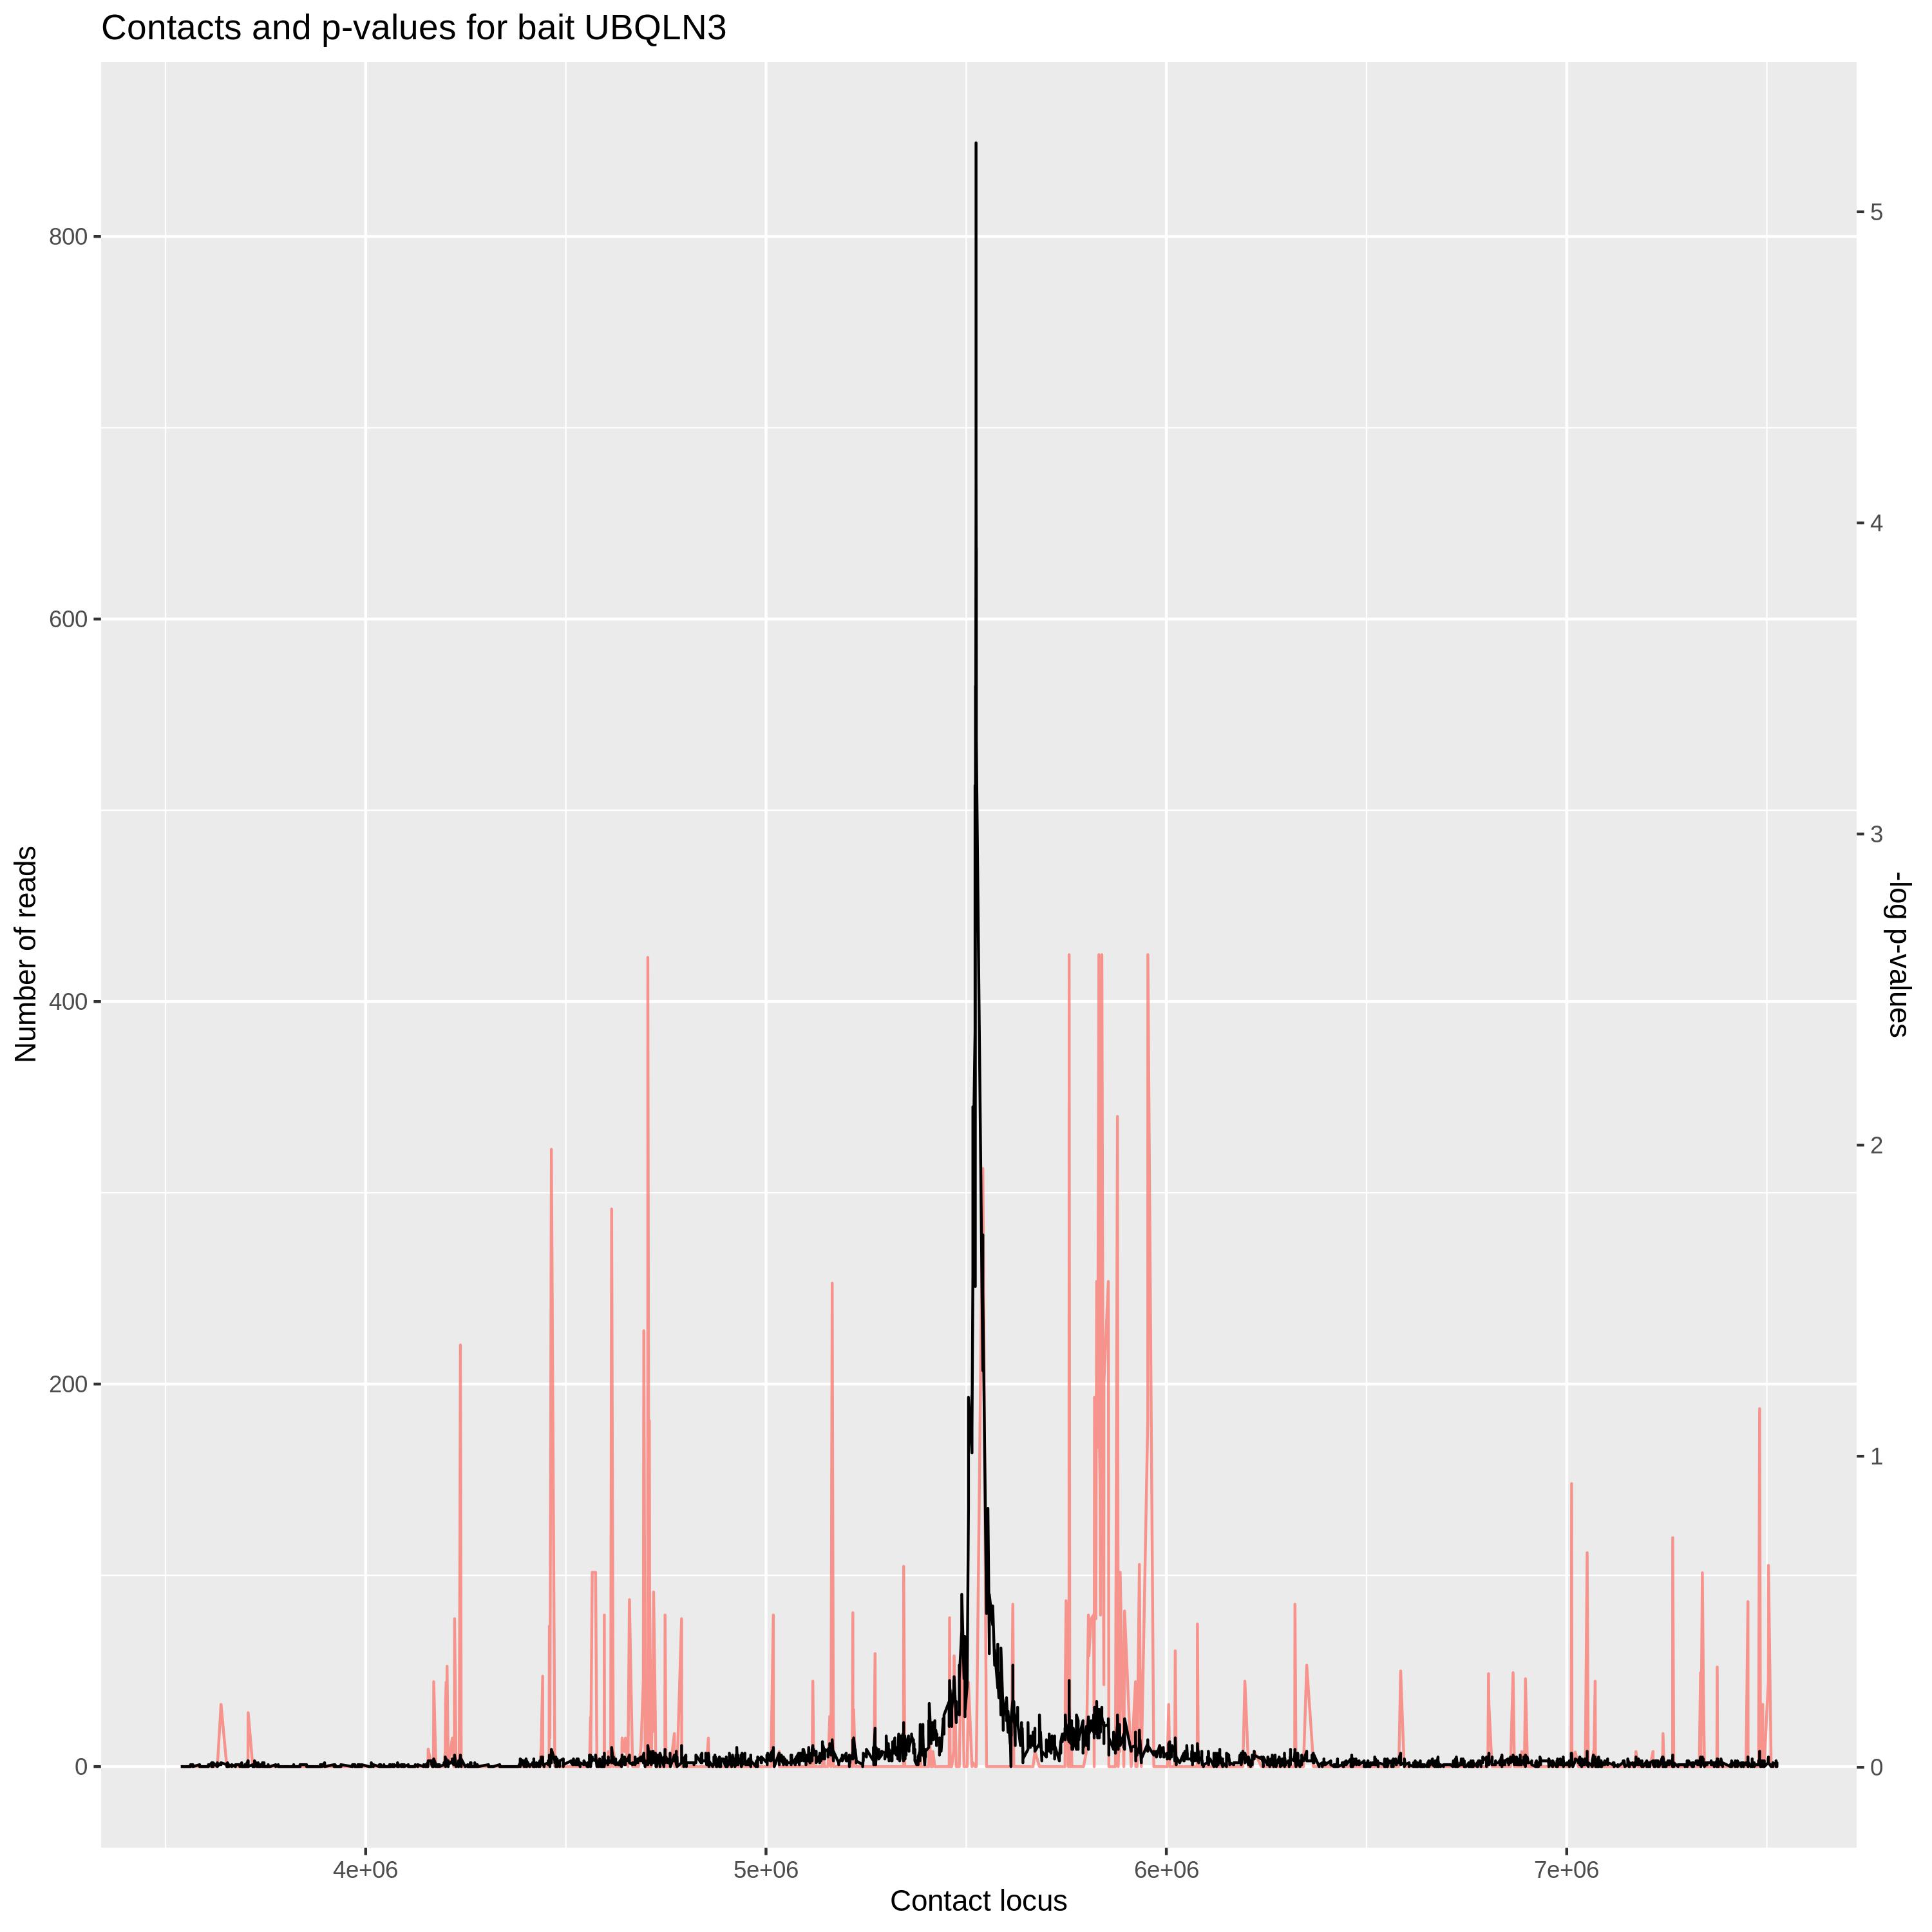 Contacts and p-values for bait UBQLN3
Number of reads
800
600
400
200
0
5
4
3
2
1
0
-log p-values
4e+06 5e+06 6e+06 7e+06
Contact locus